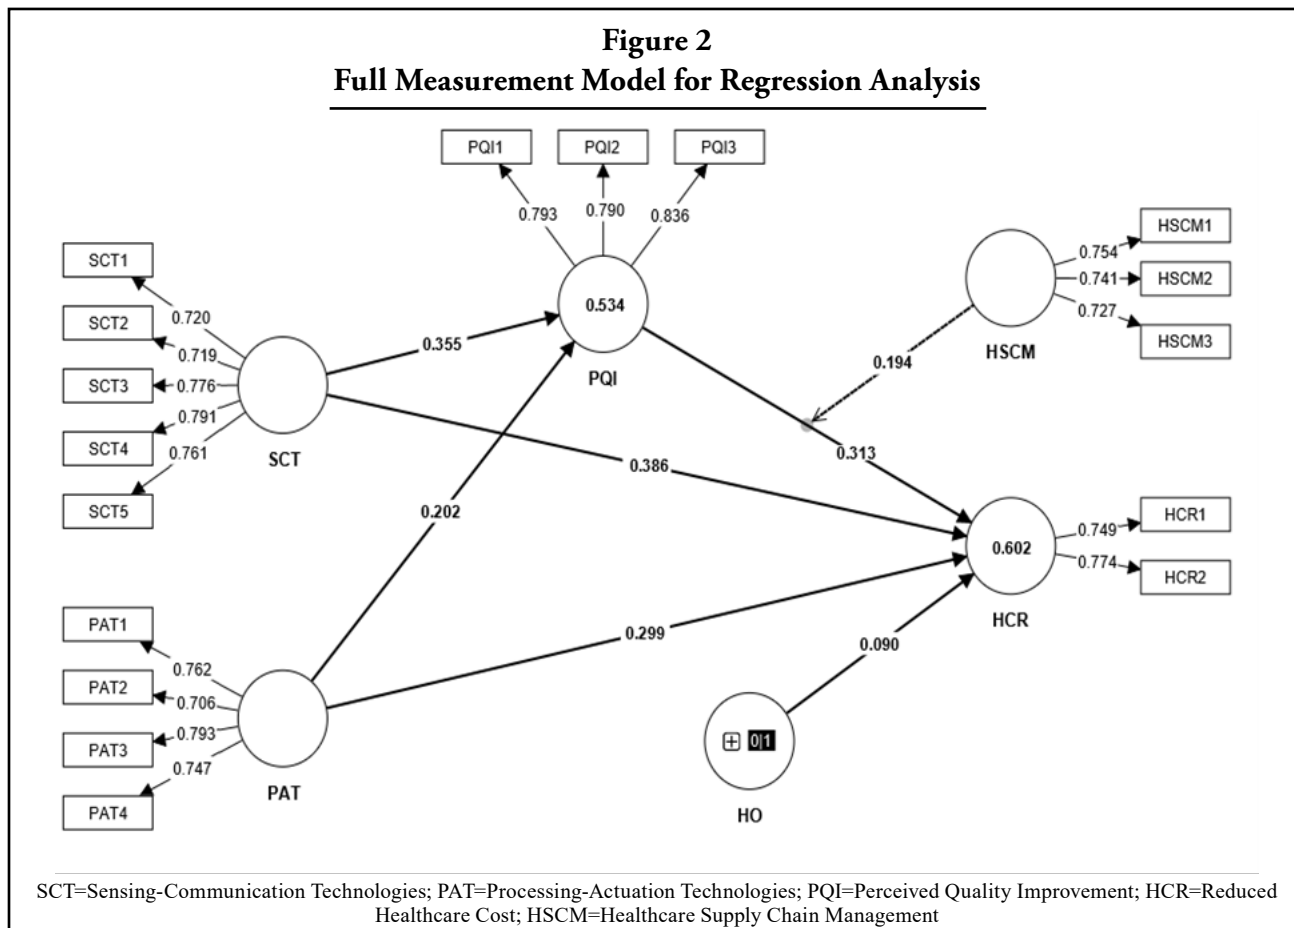 Figure 2
Full Measurement Model for Regression Analysis
PQI1
PQI2
PQI3
0.793
0.790
0.836
0.534
PQI
SCT1
SCT2
SCT3
SCT4
SCT5
0.720
0.719
0.776
0.791
0.761
SCT
0.355
0.386
0.202
HSCM1
HSCM2
HSCM3
0.754
0.741
0.727
HSCM
0.194
0.313
HCR1
HCR2
0.749
0.774
0.602
HCR
PAT1
PAT2
PAT3
PAT4
0.762
0.706
0.793
0.747
PAT
0.299
0.090
0|1
HO
SCT=Sensing-Communication Technologies; PAT=Processing-Actuation Technologies; PQI=Perceived Quality Improvement; HCR=Reduced
Healthcare Cost; HSCM=Healthcare Supply Chain Management